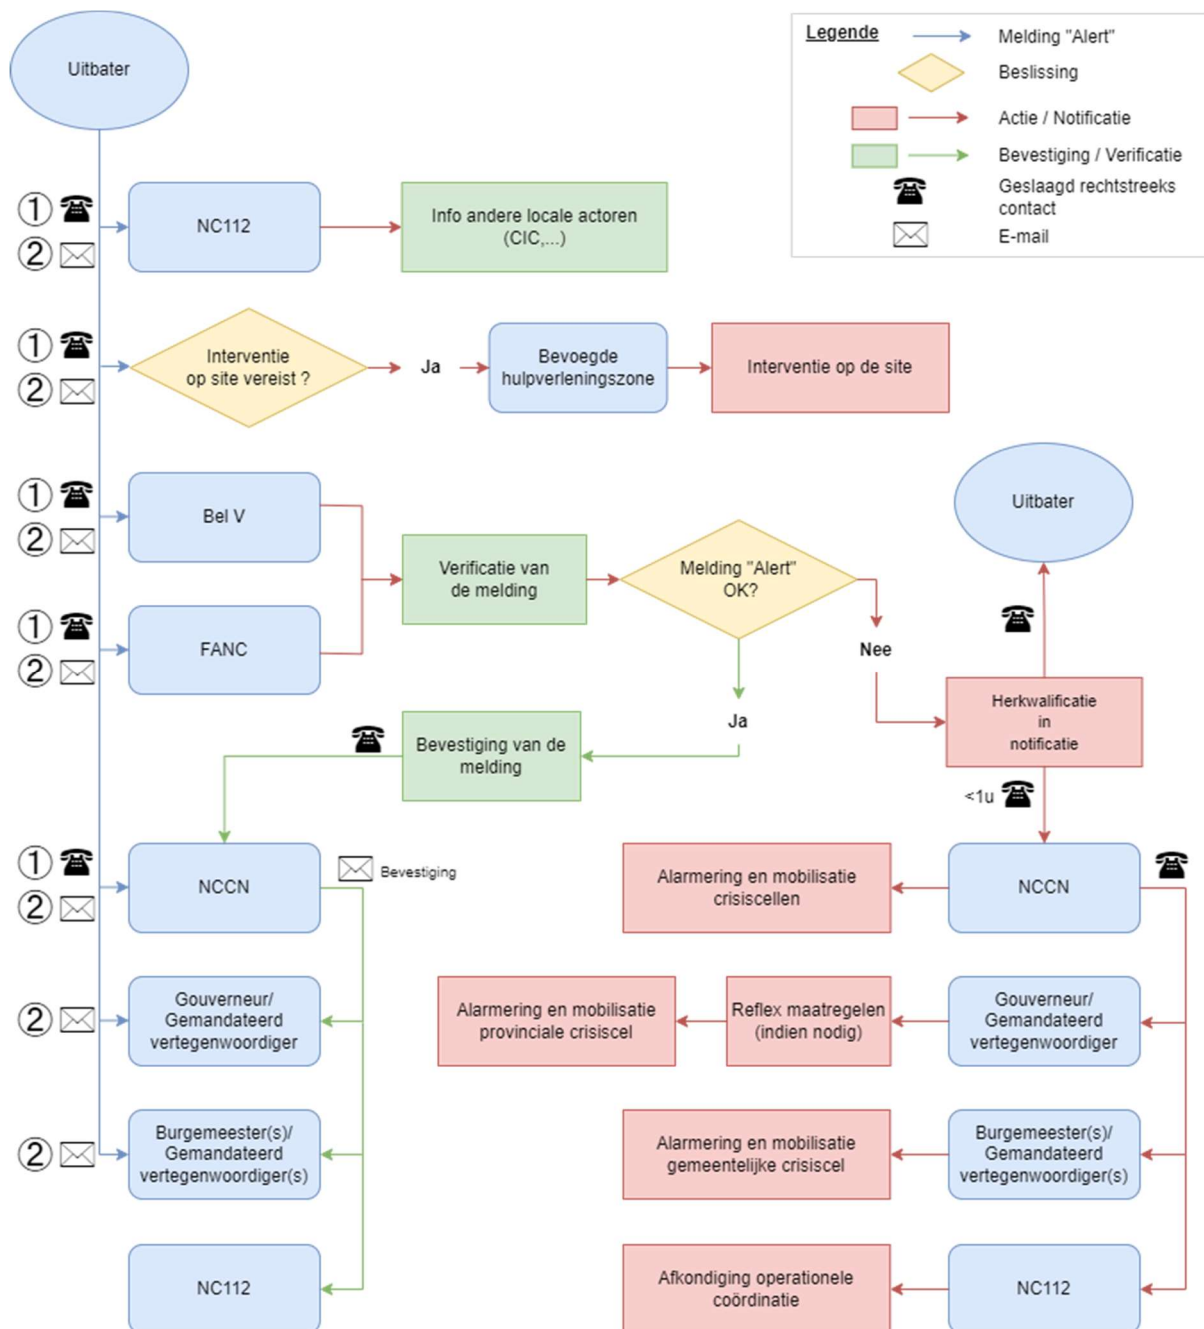 Uitbater
Legende
Melding "Alert"
Beslissing
Actie / Notificatie
Bevestiging / Verificatie
Geslaagd rechtstreeks
contact
E-mail
1
2
NC112
Info andere locale actoren
(CIC,...)
1
2
Interventie
op site vereist ?
Ja
Bevoegde
hulpverleningszone
Interventie op de site
1
2
Bel V
1
2
FANC
Verificatie van
de melding
Melding "Alert"
OK?
Uitbater
Nee
Ja
Herkwalificatie
in
notificatie
Bevestiging van de
melding
<1u
1
2
NCCN
Bevestiging
Alarmering en mobilisatie
crisiscellen
NCCN
2
Gouverneur/
Gemandateerd
vertegenwoordiger
Alarmering en mobilisatie
provinciale crisiscel
Reflex maatregelen
(indien nodig)
Gouverneur/
Gemandateerd
vertegenwoordiger
2
Burgemeester(s)/
Gemandateerd
vertegenwoordiger(s)
Alarmering en mobilisatie
gemeentelijke crisiscel
Burgemeester(s)/
Gemandateerd
vertegenwoordiger(s)
NC112
Afkondiging operationele
coördinatie
NC112